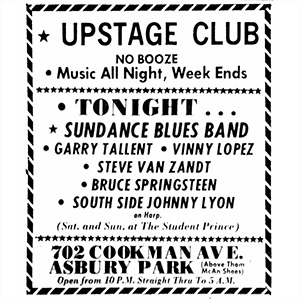 ★ UPSTAGE CLUB
NO BOOZE
• Music All Night, Week Ends
• TONIGHT . . .
★ SUNDANCE BLUES BAND
• GARRY TALLENT • VINNY LOPEZ
• STEVE VAN ZANDT
• BRUCE SPRINGSTEEN
• SOUTH SIDE JOHNNY LYON
on Harp.
(Sat. and Sun. at The Student Prince)
702 COOKMAN AVE.
ASBURY PARK (Above Thom McAn Shoes)
Open from 10 P.M. Straight Thru To 5 A.M.